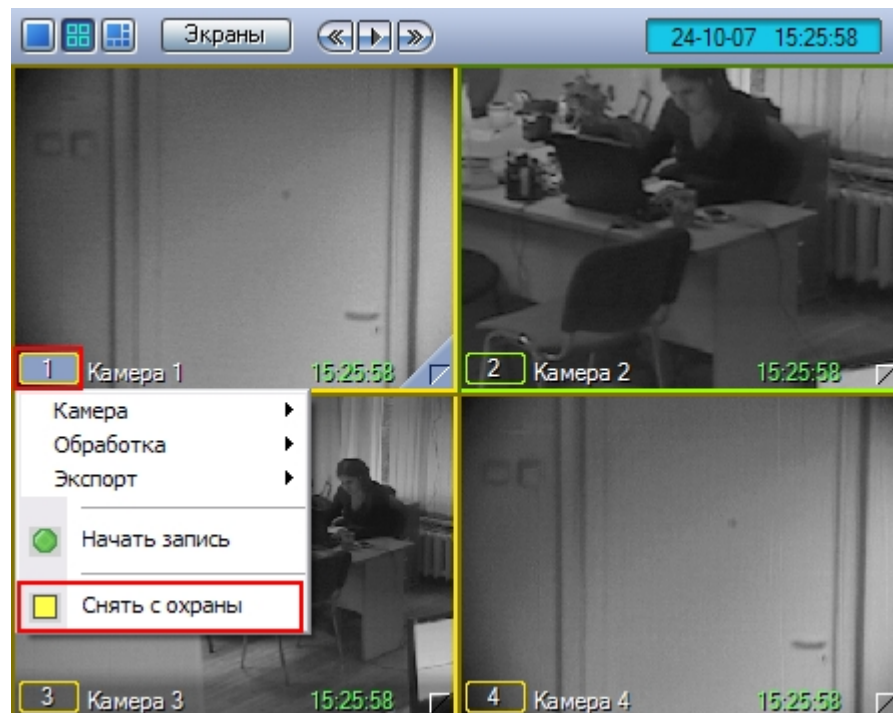 Экраны
24-10-07 15:25:58
1 Камера 1 15:25:58
2 Камера 2 15:25:58
Камера
Обработка
Экспорт
Начать запись
Снять с охраны
3 Камера 3 15:25:58
4 Камера 4 15:25:58